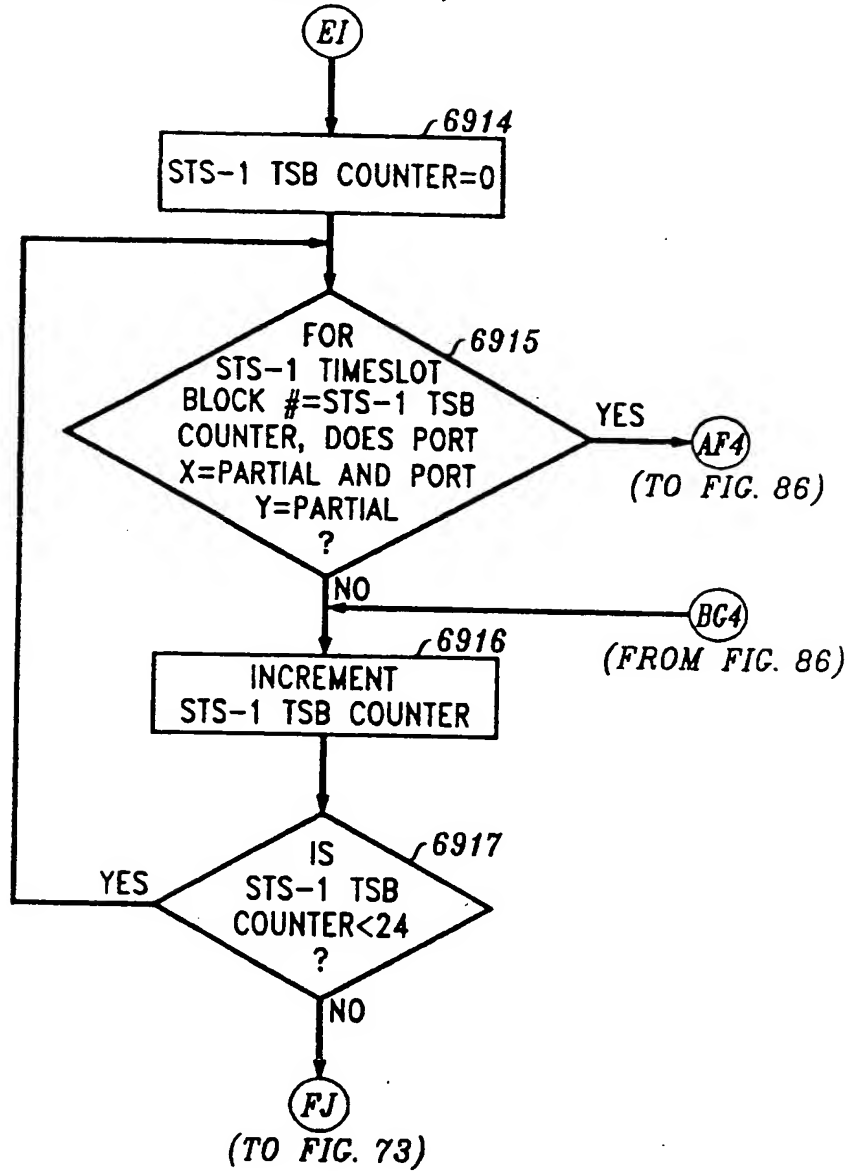 EI
6914
STS-1 TSB COUNTER=0
FOR
6915
STS-1 TIMESLOT
BLOCK #=STS-1 TSB
COUNTER, DOES PORT
X=PARTIAL AND PORT
Y=PARTIAL
?
YES
AF4
(TO FIG. 86)
NO
BG4
(FROM FIG. 86)
6916
INCREMENT
STS-1 TSB COUNTER
6917
IS
STS-1 TSB
COUNTER<24
?
YES
NO
FJ
(TO FIG. 73)